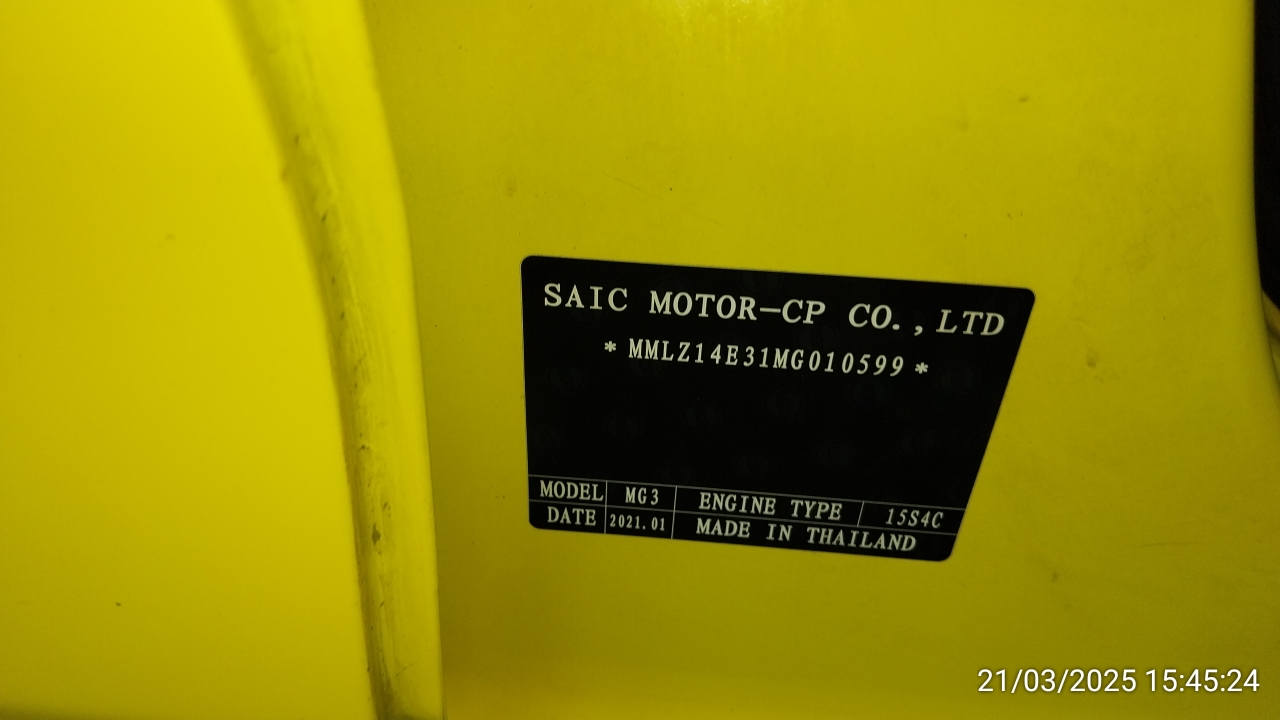 SAIC MOTOR-CP CO.,LTD
* MMLZ14E31MG010599 *
MODEL MG3 ENGINE TYPE 15S4C
DATE 2021.01 MADE IN THAILAND
21/03/2025 15:45:24